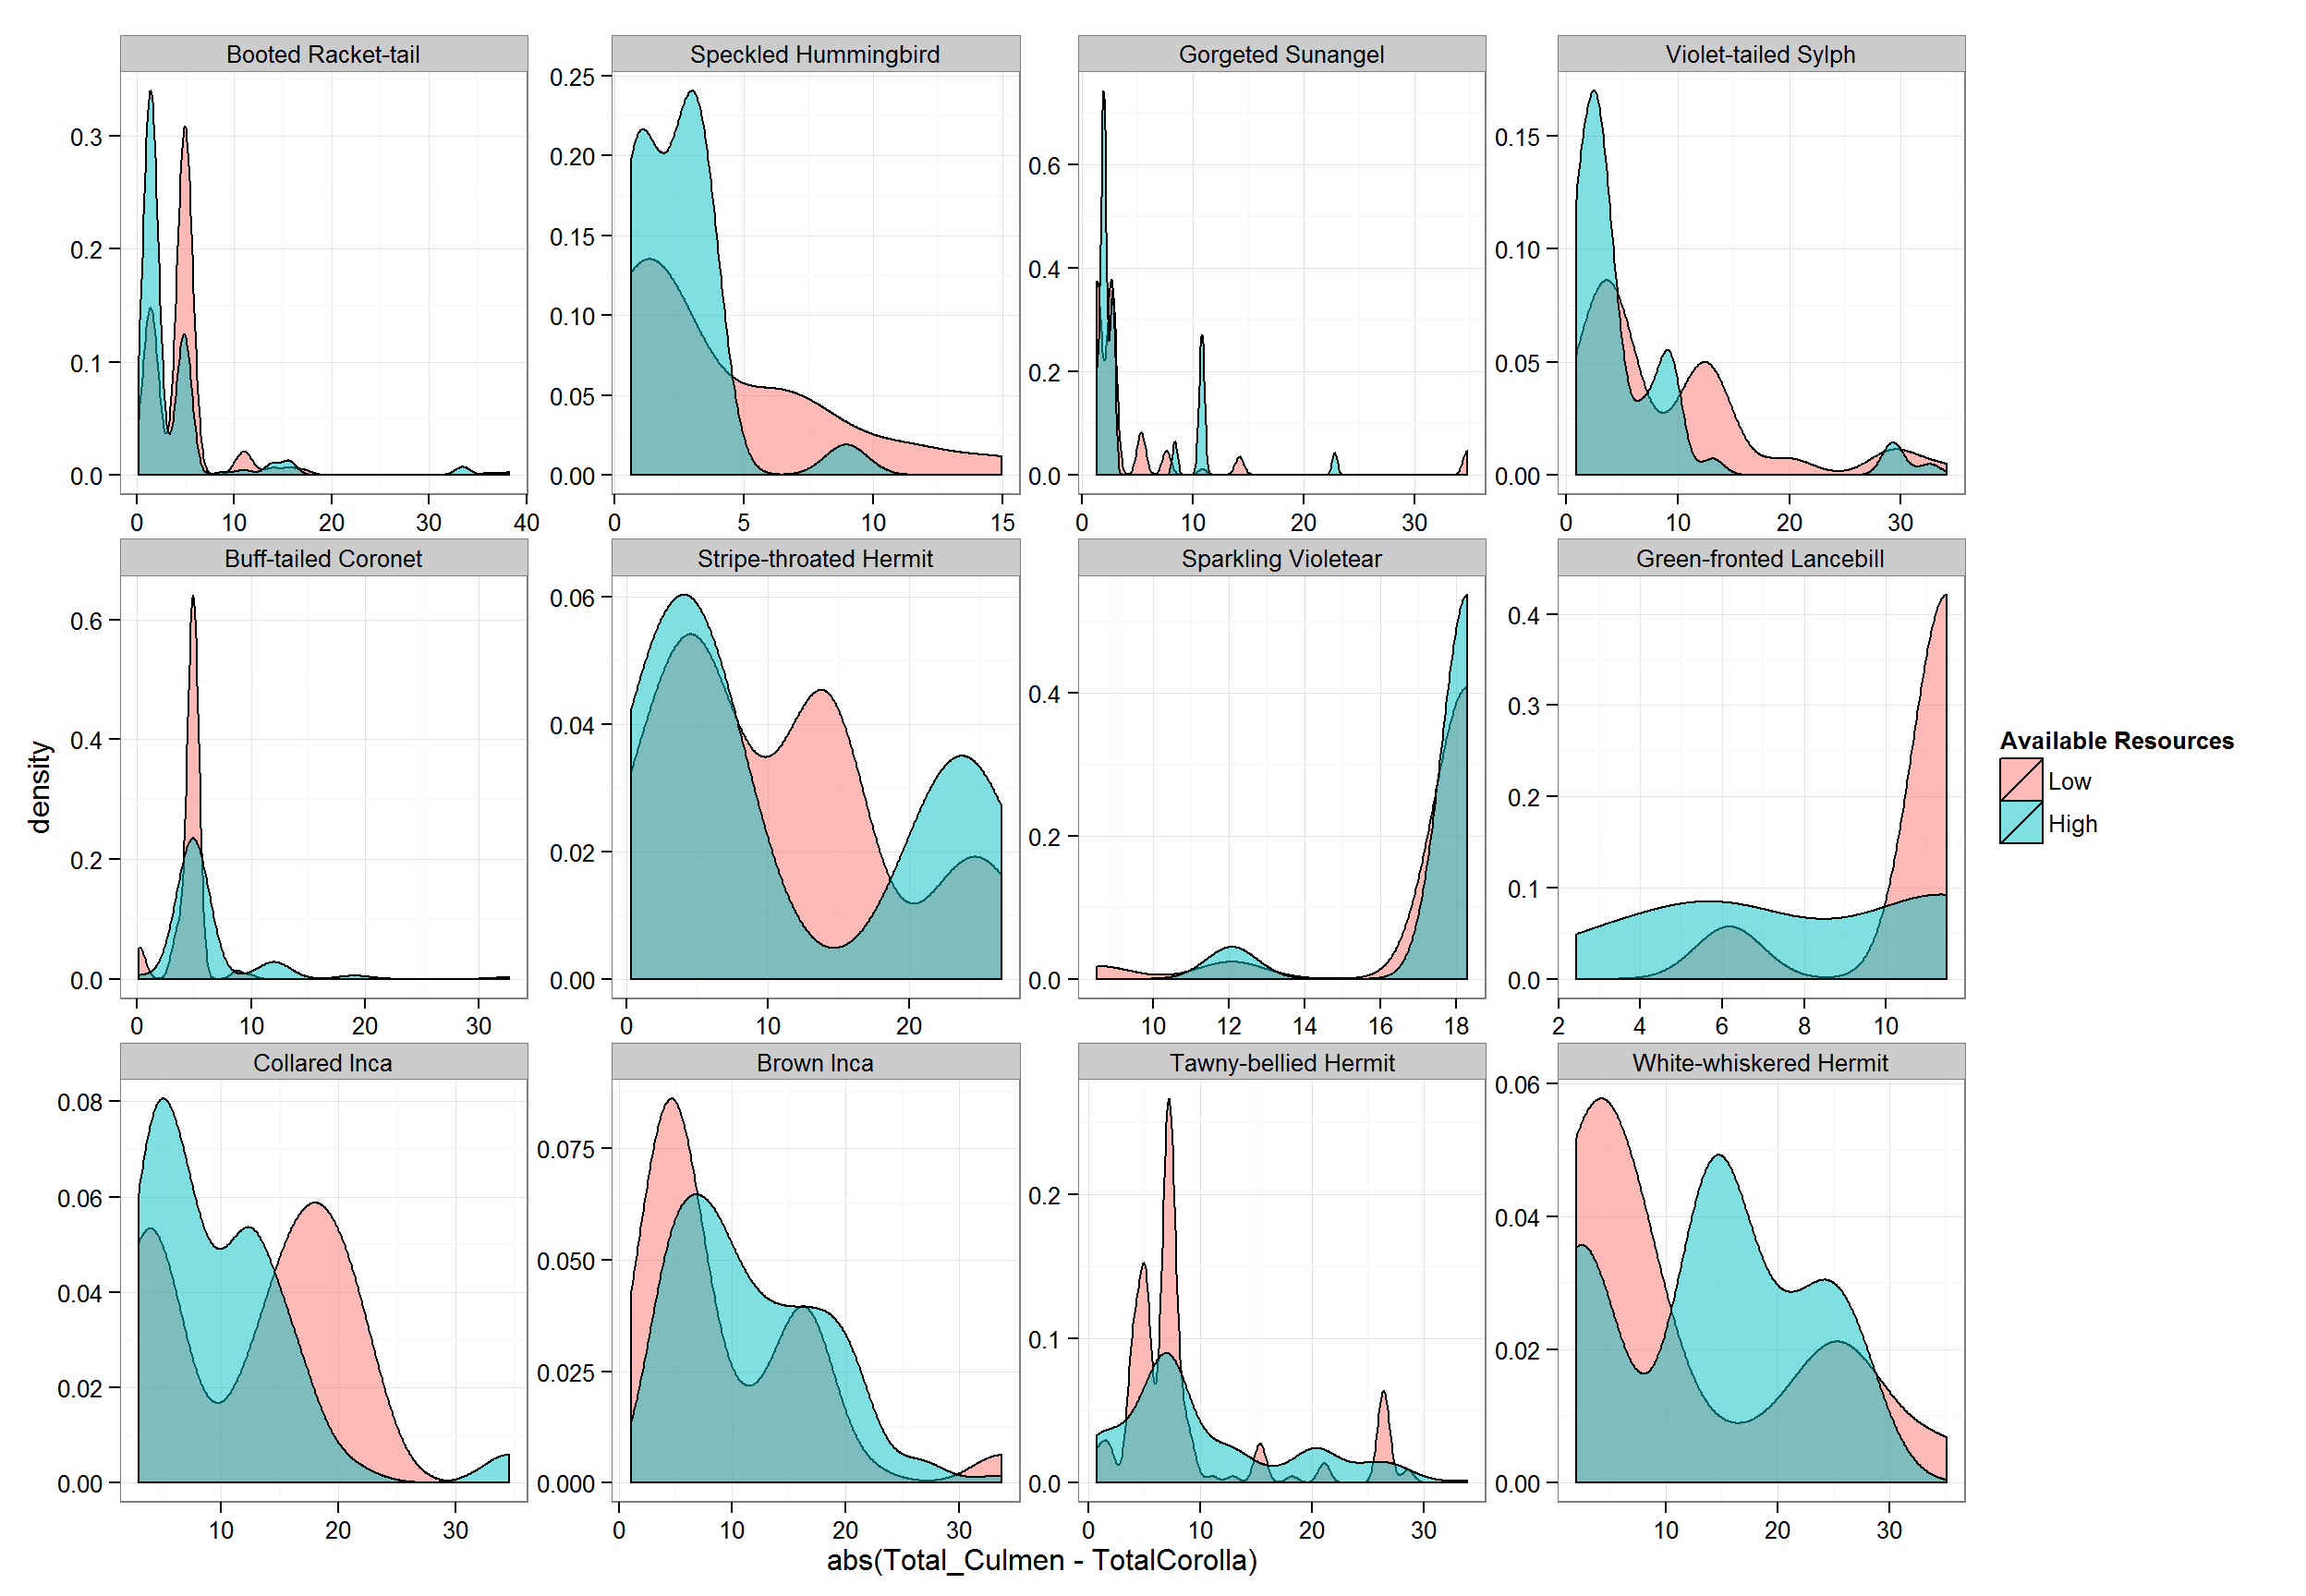 Booted Racket-tail
Speckled Hummingbird
Gorgeted Sunangel
Violet-tailed Sylph
0.3
0.2
0.1
0.0
0 10 20 30 40
0.25
0.20
0.15
0.10
0.05
0.00
0 5 10 15
0.6
0.4
0.2
0.0
0 10 20 30
0.15
0.10
0.05
0.00
0 10 20 30
Buff-tailed Coronet
Stripe-throated Hermit
Sparkling Violetear
Green-fronted Lancebill
0.6
0.4
0.2
0.0
0 10 20 30
0.06
0.04
0.02
0.00
0 10 20
0.4
0.2
0.0
10 12 14 16 18
0.4
0.3
0.2
0.1
0.0
2 4 6 8 10
Collared Inca
Brown Inca
Tawny-bellied Hermit
White-whiskered Hermit
0.08
0.06
0.04
0.02
0.00
10 20 30
0.075
0.050
0.025
0.000
0 10 20 30
0.2
0.1
0.0
0 10 20 30
0.06
0.04
0.02
0.00
10 20 30
density
abs(Total_Culmen - TotalCorolla)
Available Resources
Low
High